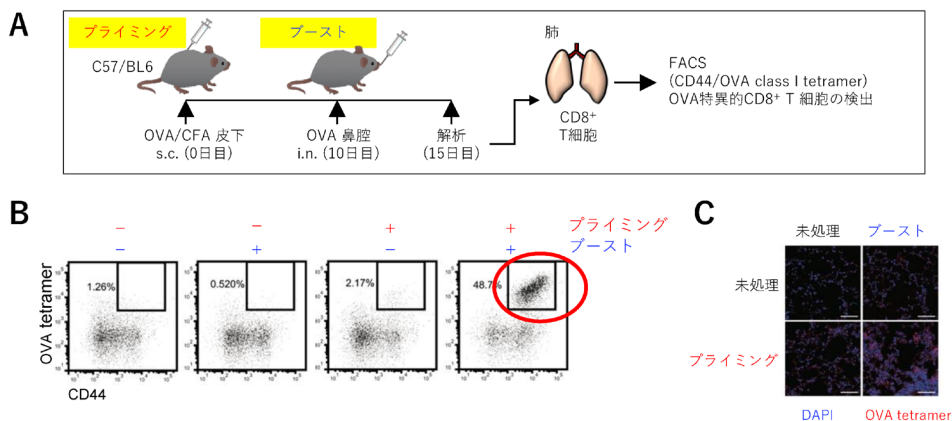 A
プライミング
ブースト
C57/BL6
OVA/CFA 皮下
s.c. (0日目)
OVA 鼻腔
i.n. (10日目)
解析
(15日目)
肺
CD8⁺
T細胞
FACS
(CD44/OVA class I tetramer)
OVA特異的CD8⁺ T 細胞の検出
B
− − + + プライミング
− + − + ブースト
1.26%
0.520%
2.17%
48.7%
OVA tetramer
CD44
C
未処理 ブースト
未処理
プライミング
DAPI OVA tetramer